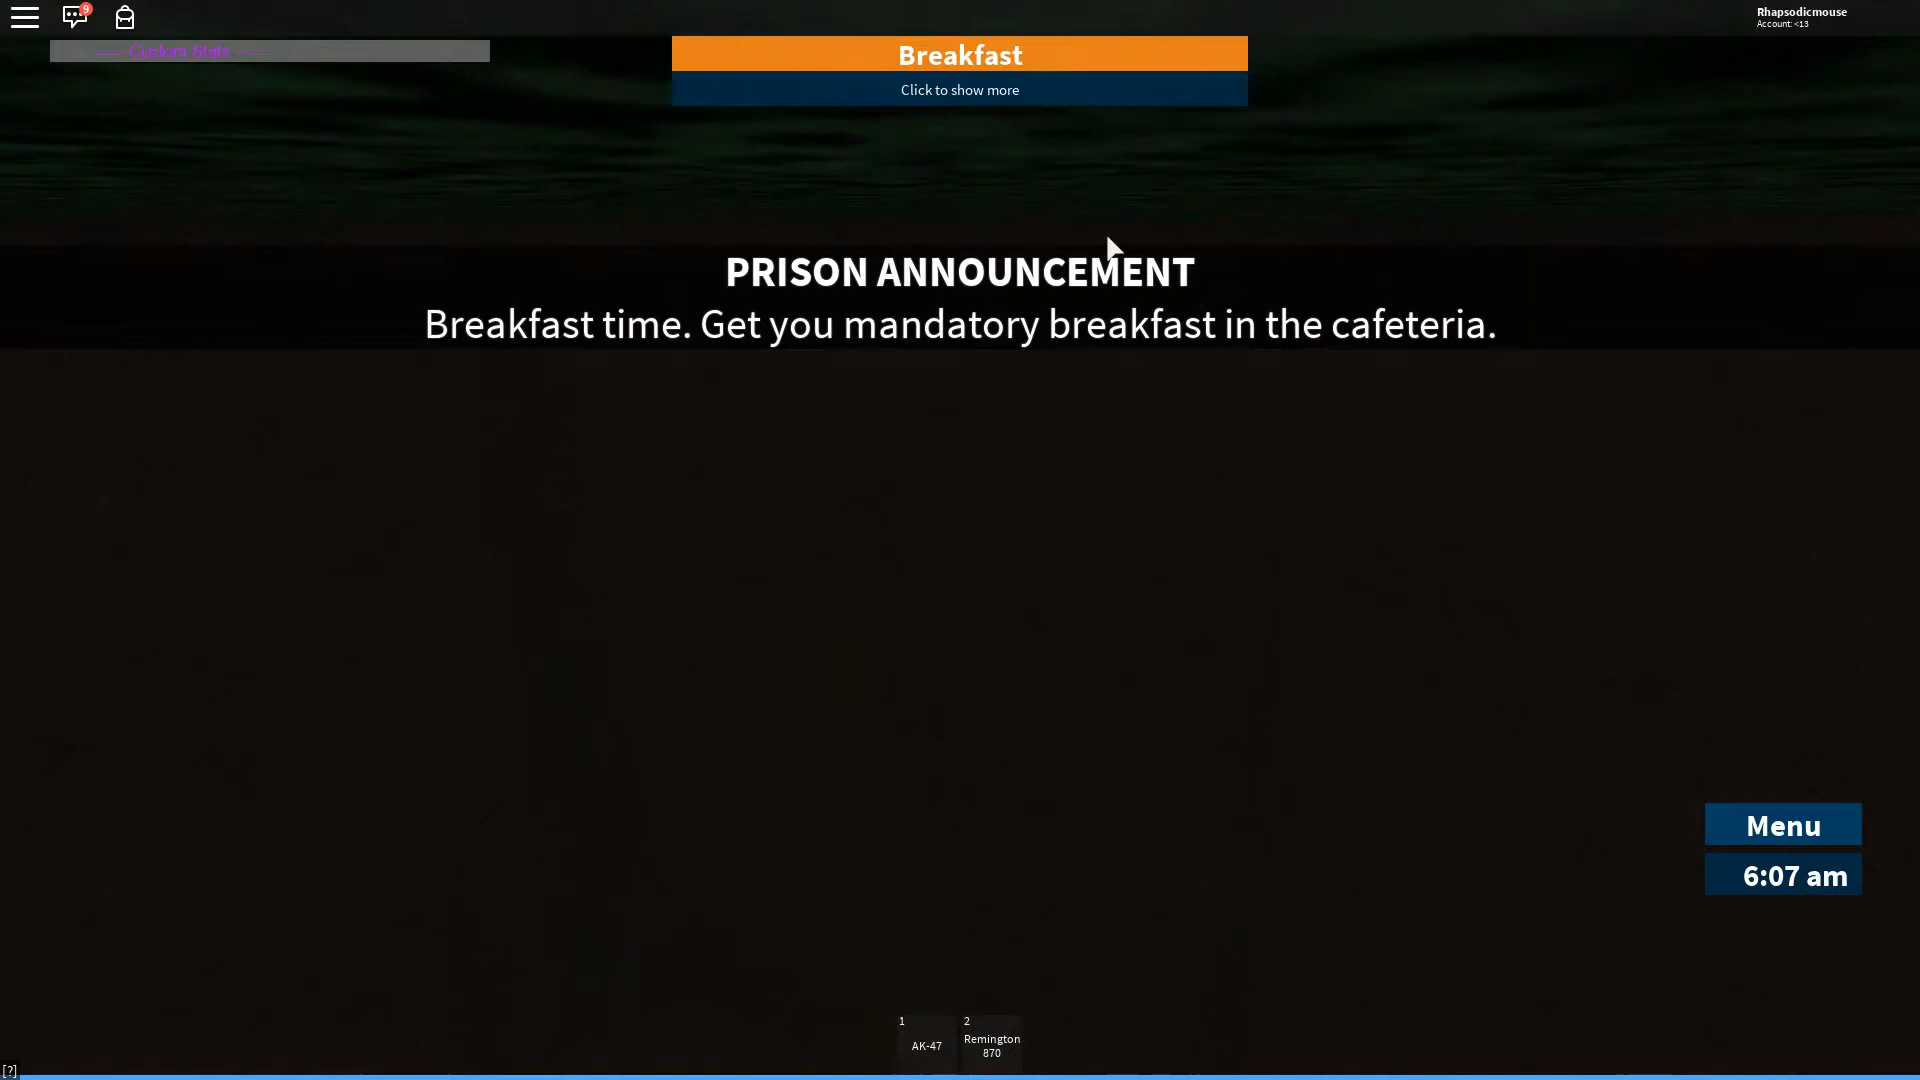 9
Rhapsodicmouse
Account: <13
Custom Stats
Breakfast
Click to show more
PRISON ANNOUNCEMENT
Breakfast time. Get you mandatory breakfast in the cafeteria.
Menu
6:07 am
1
AK-47
2
Remington
870
[?]